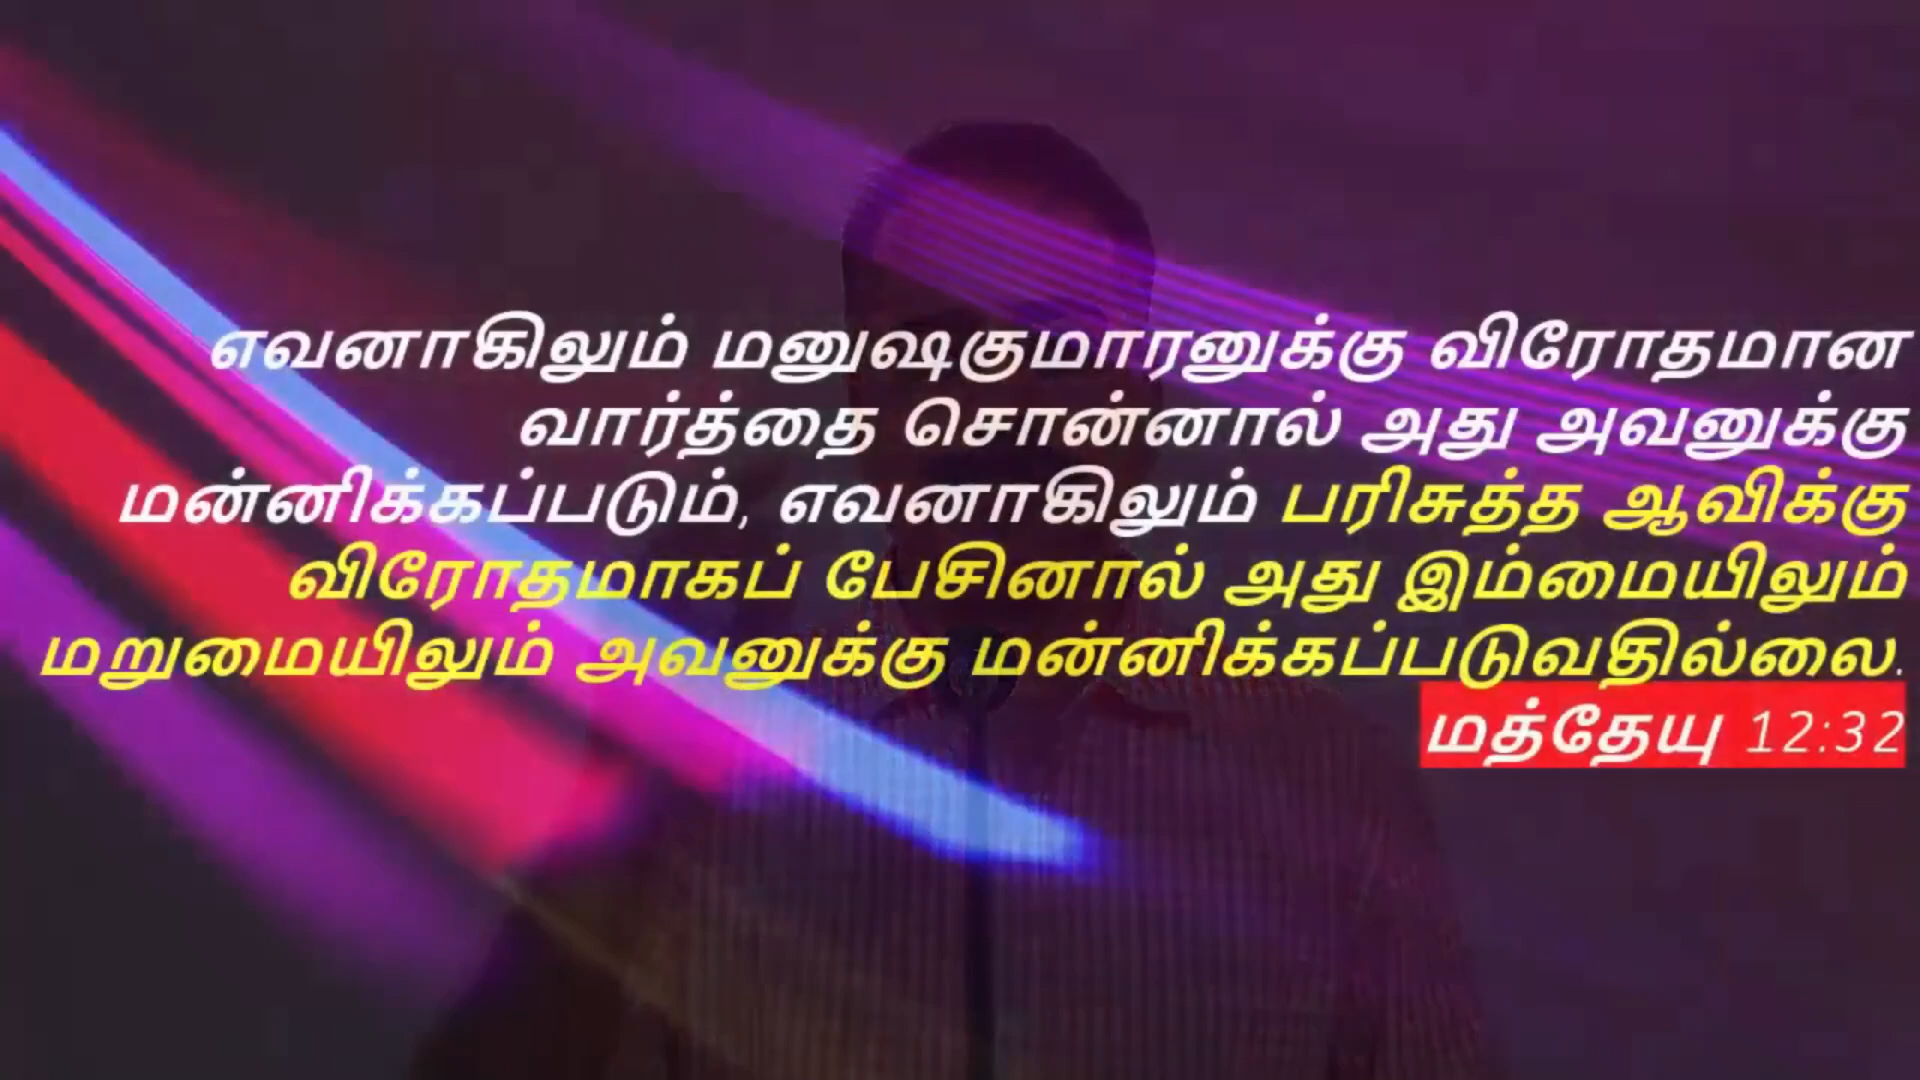 எவனாகிலும் மனுஷகுமாரனுக்கு விரோதமான
வார்த்தை சொன்னால் அது அவனுக்கு
மன்னிக்கப்படும், எவனாகிலும் பரிசுத்த ஆவிக்கு
விரோதமாகப் பேசினால் அது இம்மையிலும்
மறுமையிலும் அவனுக்கு மன்னிக்கப்படுவதில்லை.
மத்தேயு 12:32